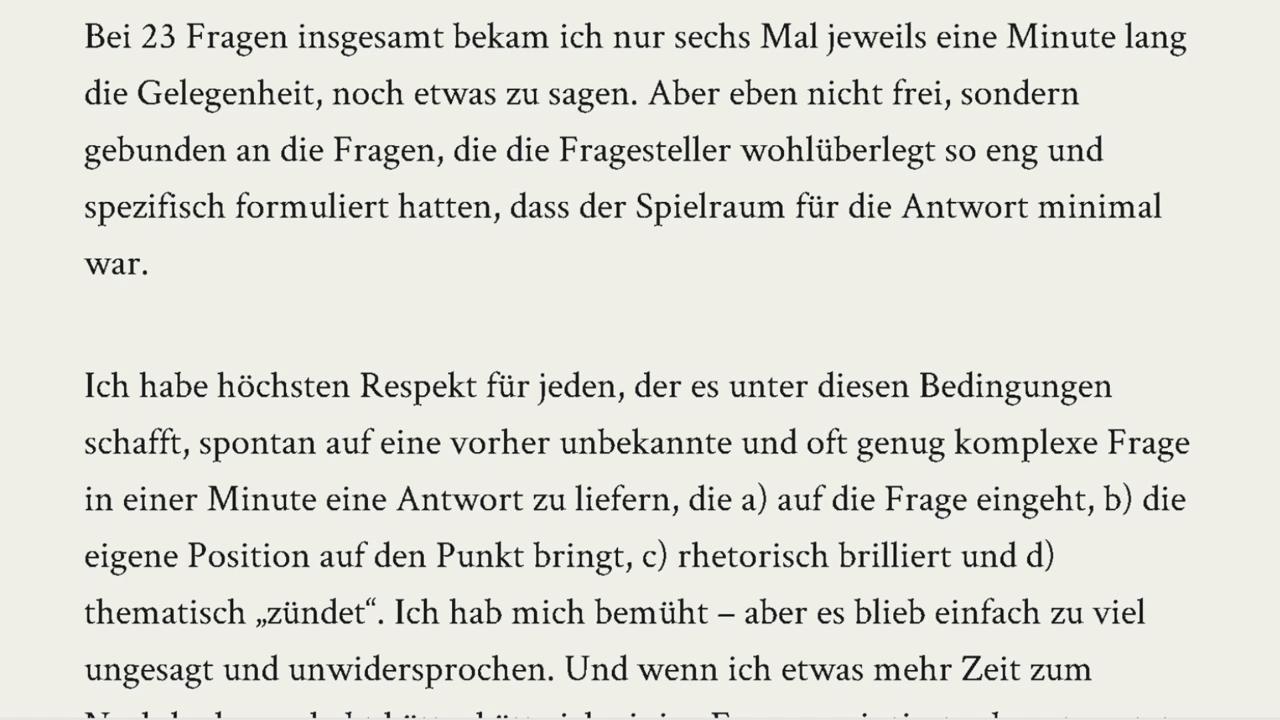 Bei 23 Fragen insgesamt bekam ich nur sechs Mal jeweils eine Minute lang
die Gelegenheit, noch etwas zu sagen. Aber eben nicht frei, sondern
gebunden an die Fragen, die die Fragesteller wohlüberlegt so eng und
spezifisch formuliert hatten, dass der Spielraum für die Antwort minimal
war.
Ich habe höchsten Respekt für jeden, der es unter diesen Bedingungen
schafft, spontan auf eine vorher unbekannte und oft genug komplexe Frage
in einer Minute eine Antwort zu liefern, die a) auf die Frage eingeht, b) die
eigene Position auf den Punkt bringt, c) rhetorisch brilliert und d)
thematisch „zündet“. Ich hab mich bemüht – aber es blieb einfach zu viel
ungesagt und unwidersprochen. Und wenn ich etwas mehr Zeit zum